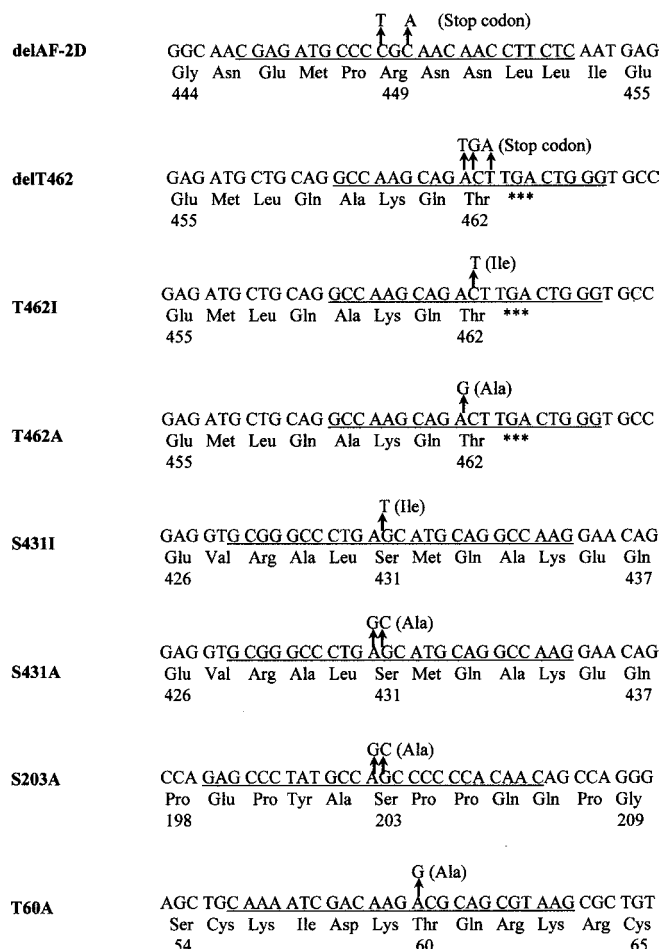 T A (Stop codon)
delAF-2D GGC AAC GAG ATG CCC CGC AAC AAC CTT CTC AAT GAG
Gly Asn Glu Met Pro Arg Asn Asn Leu Leu Ile Glu
444 449 455
TGA (Stop codon)
delT462 GAG ATG CTG CAG GCC AAG CAG ACT TGA CTG GGT GCC
Glu Met Leu Gln Ala Lys Gln Thr ***
455 462
T (Ile)
T462I GAG ATG CTG CAG GCC AAG CAG ACT TGA CTG GGT GCC
Glu Met Leu Gln Ala Lys Gln Thr ***
455 462
G (Ala)
T462A GAG ATG CTG CAG GCC AAG CAG ACT TGA CTG GGT GCC
Glu Met Leu Gln Ala Lys Gln Thr ***
455 462
T (Ile)
S431I GAG GTG CGG GCC CTG AGC ATG CAG GCC AAG GAA CAG
Glu Val Arg Ala Leu Ser Met Gln Ala Lys Glu Gln
426 431 437
GC (Ala)
S431A GAG GTG CGG GCC CTG AGC ATG CAG GCC AAG GAA CAG
Glu Val Arg Ala Leu Ser Met Gln Ala Lys Glu Gln
426 431 437
GC (Ala)
S203A CCA GAG CCC TAT GCC AGC CCC CCA CAA CAG CCA GGG
Pro Glu Pro Tyr Ala Ser Pro Pro Gln Gln Pro Gly
198 203 209
G (Ala)
T60A AGC TGC AAA ATC GAC AAG ACG CAG CGT AAG CGC TGT
Ser Cys Lys Ile Asp Lys Thr Gln Arg Lys Arg Cys
54 60 65